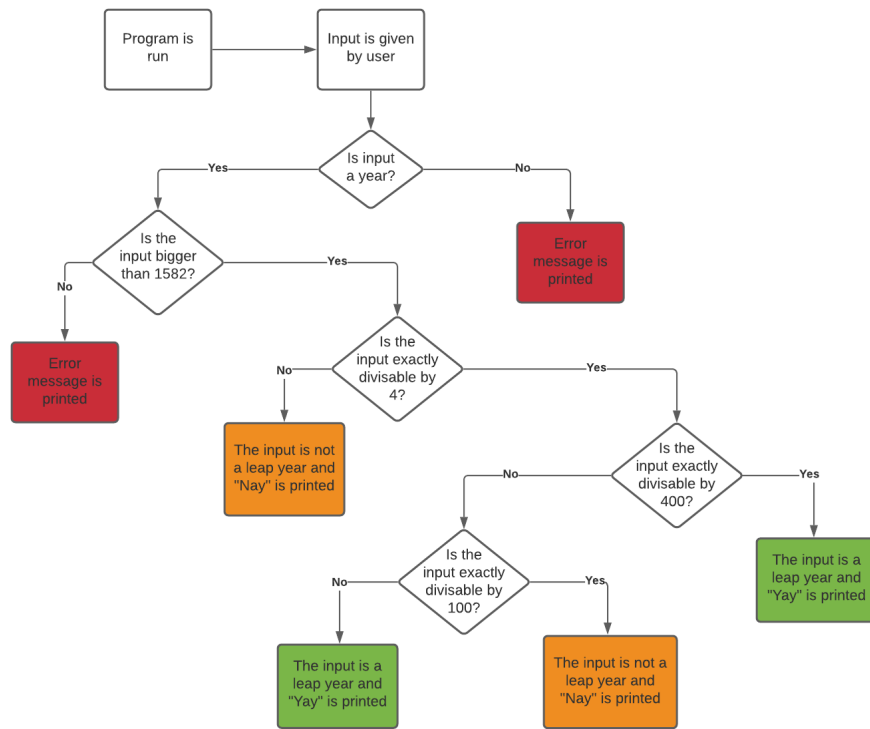 Program is
run
Input is given
by user
Is input
a year?
Yes
No
Is the
input bigger
than 1582?
Error
message is
printed
No
Yes
Error
message is
printed
Is the
input exactly
divisable by
4?
No
Yes
The input is not
a leap year and
"Nay" is printed
Is the
input exactly
divisable by
400?
No
Yes
Is the
input exactly
divisable by
100?
The input is a
leap year and
"Yay" is printed
No
Yes
The input is a
leap year and
"Yay" is printed
The input is not a
leap year and
"Nay" is printed